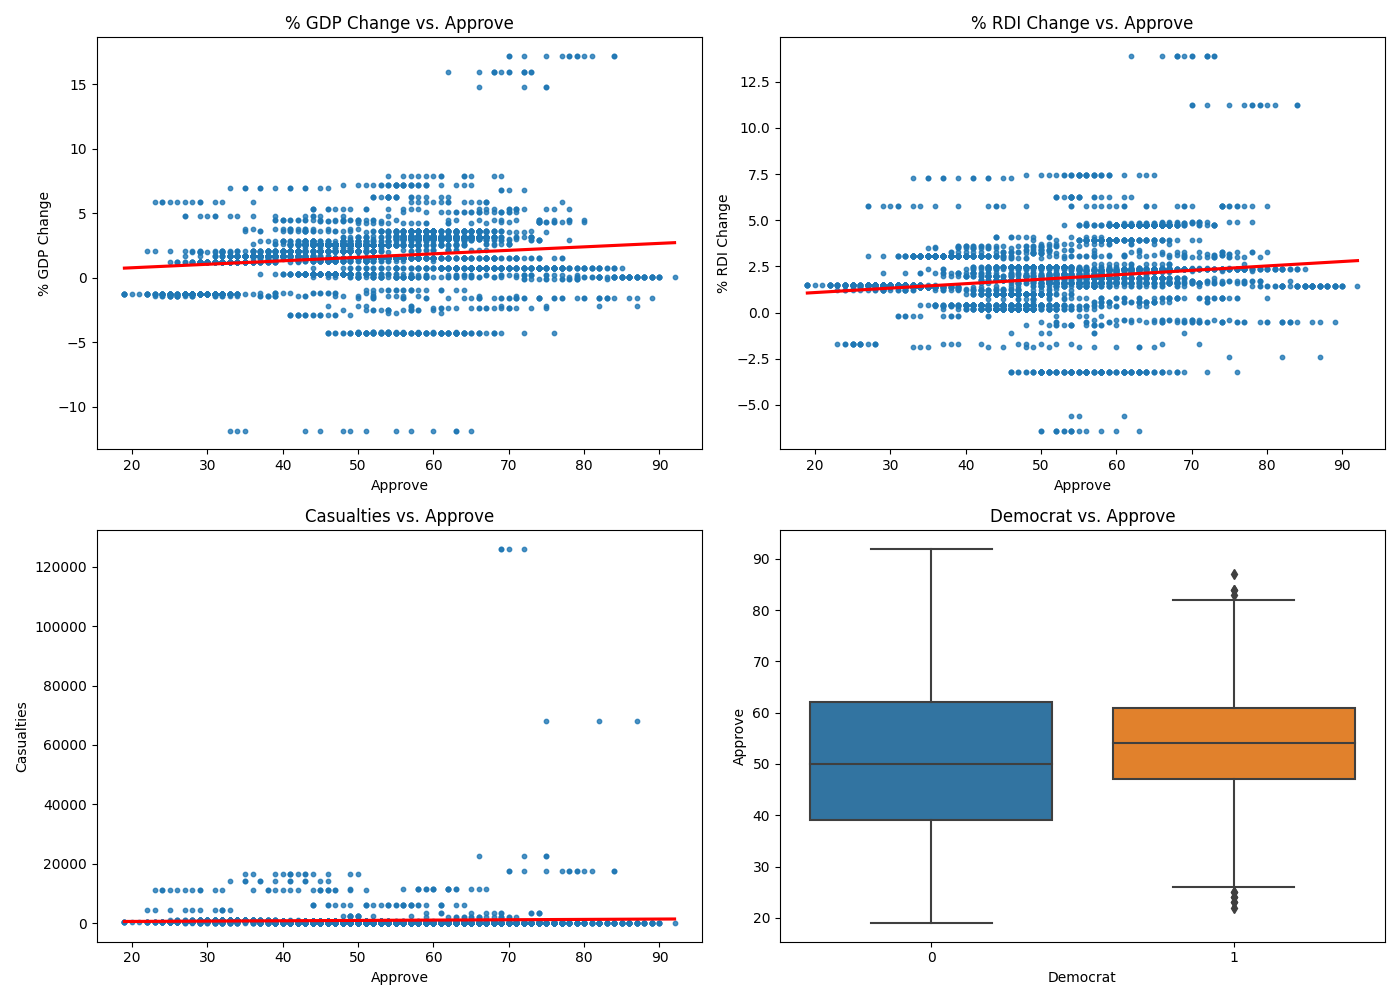 % GDP Change vs. Approve
% GDP Change
15
10
5
0
−5
−10
20 30 40 50 60 70 80 90
Approve
% RDI Change vs. Approve
% RDI Change
12.5
10.0
7.5
5.0
2.5
0.0
−2.5
−5.0
20 30 40 50 60 70 80 90
Approve
Casualties vs. Approve
Casualties
120000
100000
80000
60000
40000
20000
0
20 30 40 50 60 70 80 90
Approve
Democrat vs. Approve
Approve
90
80
70
60
50
40
30
20
0 1
Democrat